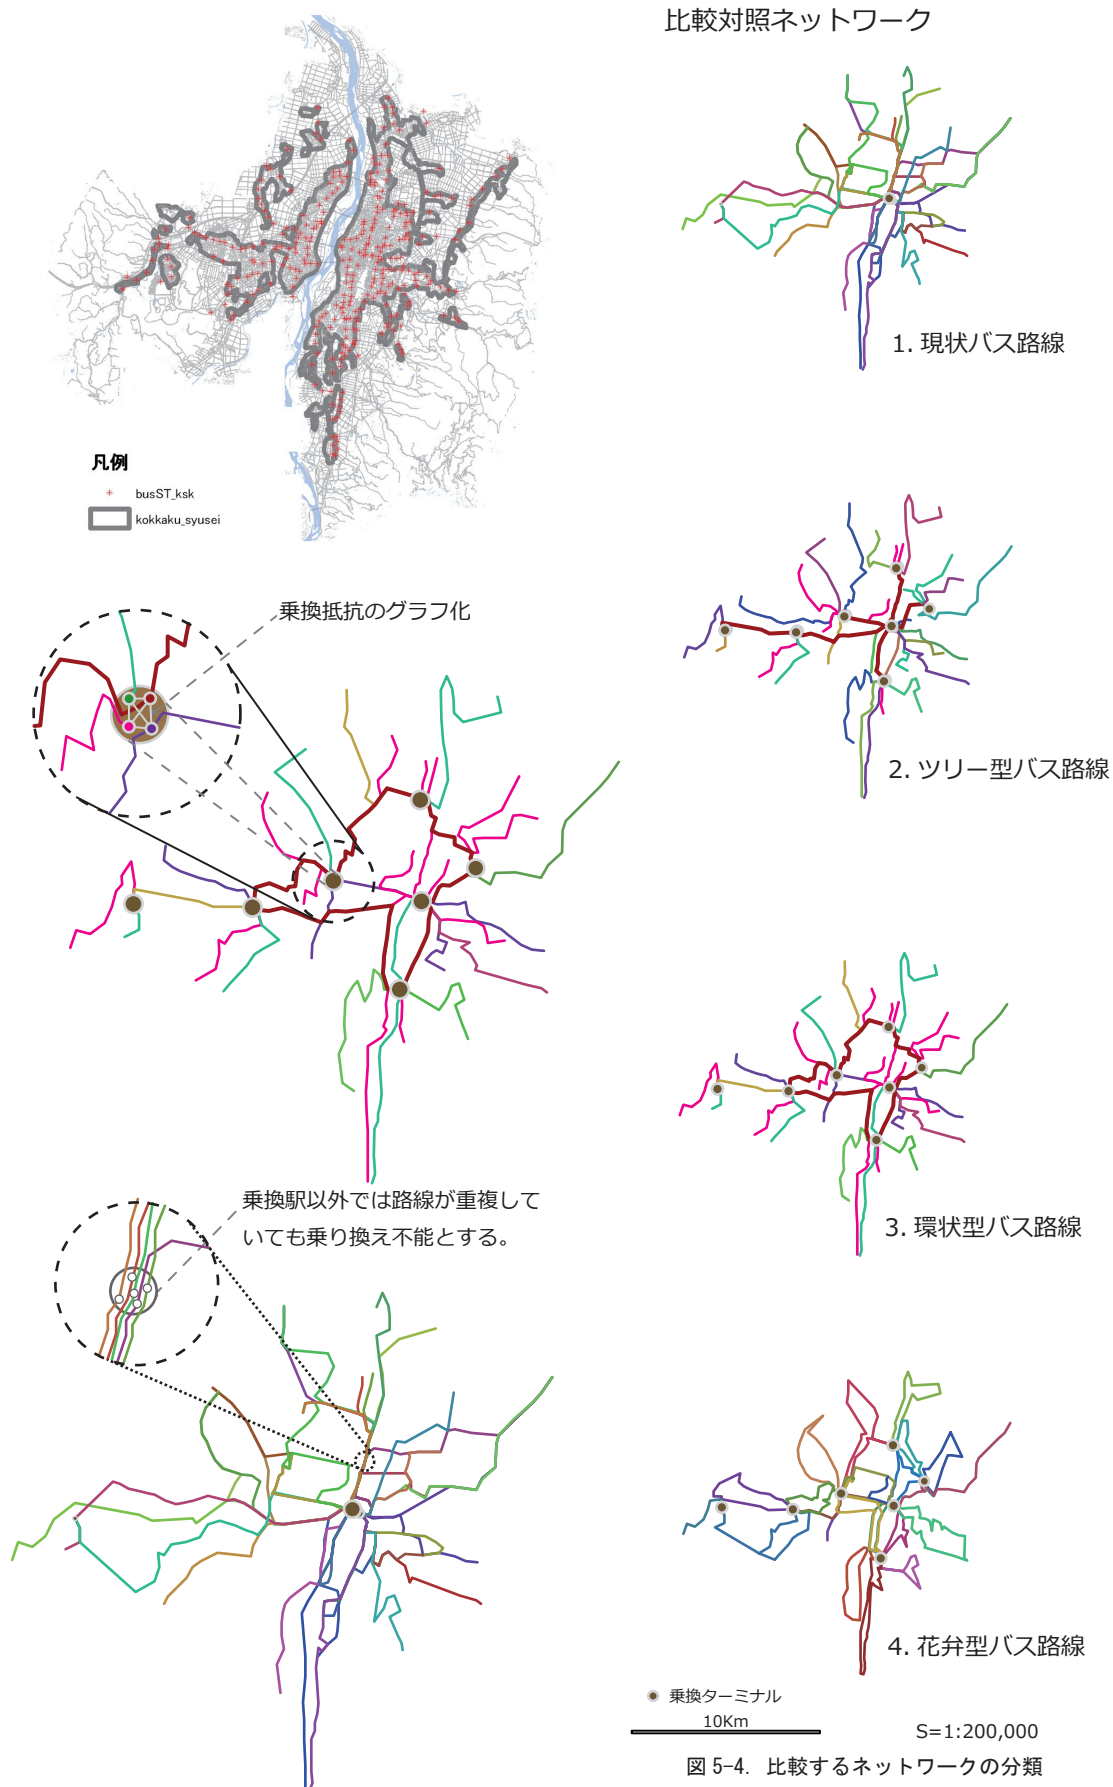 比較対照ネットワーク
1. 現状バス路線
凡例
busST_ksk
kokkaku_syusei
2. ツリー型バス路線
乗換抵抗のグラフ化
3. 環状型バス路線
乗換駅以外では路線が重複して
いても乗り換え不能とする。
4. 花弁型バス路線
乗換ターミナル
10Km
S=1:200,000
図 5-4. 比較するネットワークの分類